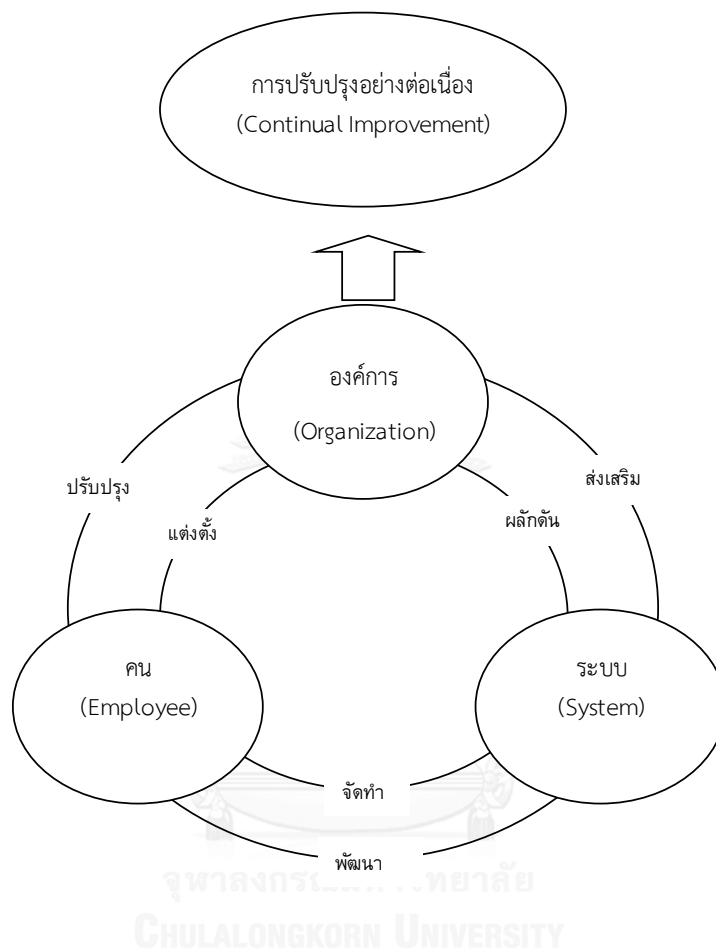 การปรับปรุงอย่างต่อเนื่อง
(Continual Improvement)
องค์การ
(Organization)
ปรับปรุง
ส่งเสริม
แต่งตั้ง
ผลักดัน
คน
(Employee)
ระบบ
(System)
จัดทำ
พัฒนา
CHULALONGKORN UNIVERSITY